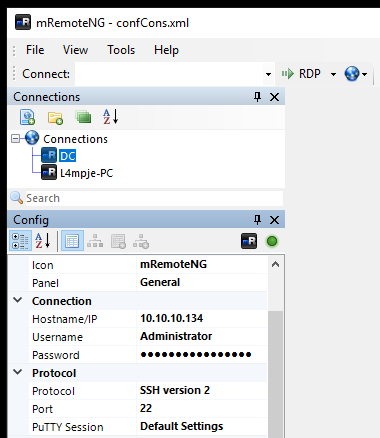 mRemoteNG - confCons.xml
File View Tools Help
Connect: RDP
Connections
Connections
DC
L4mpje-PC
Search
Config
Icon mRemoteNG
Panel General
Connection
Hostname/IP 10.10.10.134
Username Administrator
Password ●●●●●●●●●●●●●●●●
Protocol
Protocol SSH version 2
Port 22
PuTTY Session Default Settings